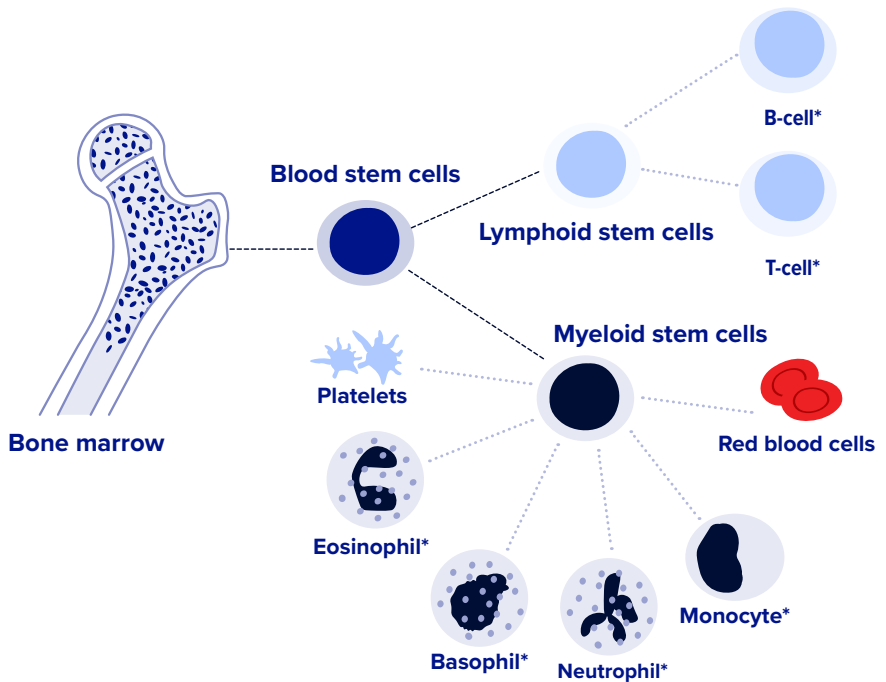 B-cell*
Blood stem cells
Lymphoid stem cells
T-cell*
Myeloid stem cells
Platelets
Red blood cells
Bone marrow
Eosinophil*
Monocyte*
Basophil*
Neutrophil*